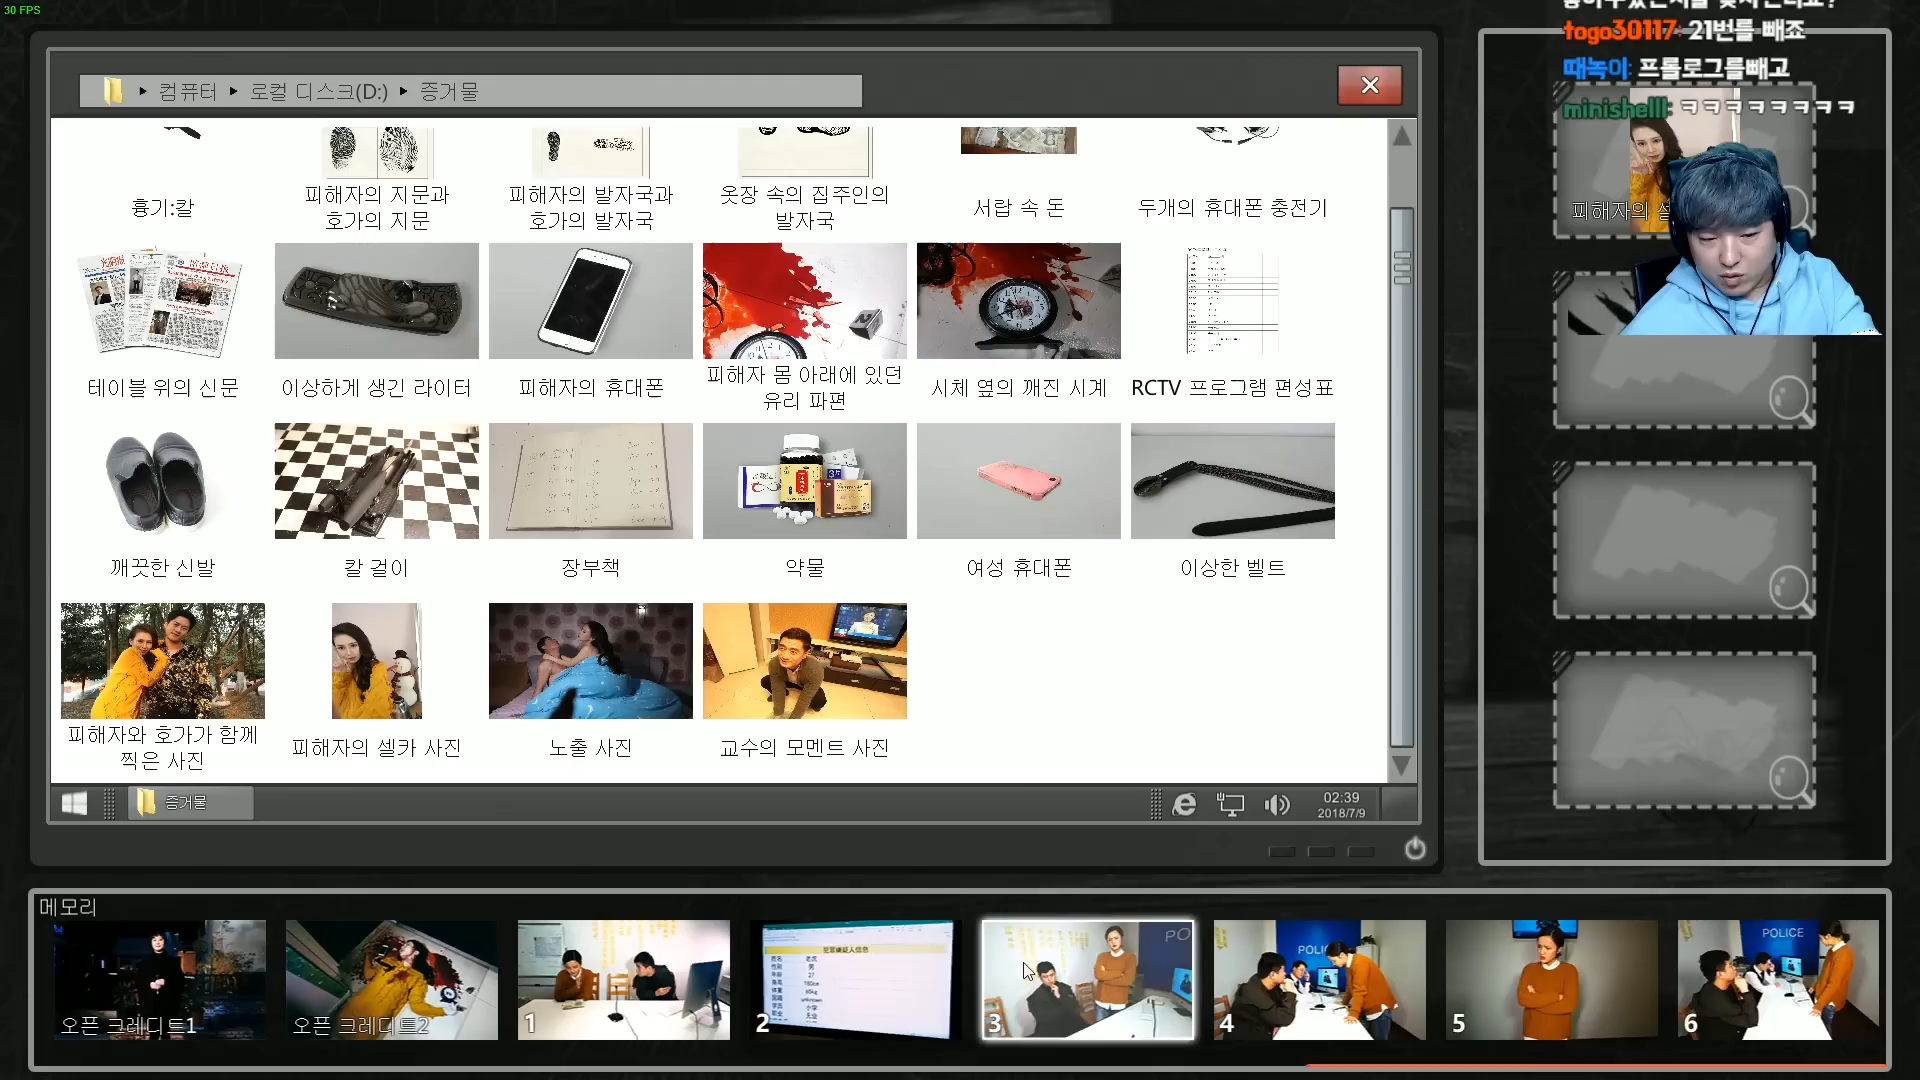 30 FPS
togo30117: 21번를 빼죠
때녹이: 프롤로그를빼고
minishelll: ㅋㅋㅋㅋㅋㅋㅋㅋ
컴퓨터 ▶ 로컬 디스크(D:) ▶ 증거물
흉기:칼
피해자의 지문과
호가의 지문
피해자의 발자국과
호가의 발자국
옷장 속의 집주인의
발자국
서랍 속 돈
두개의 휴대폰 충전기
테이블 위의 신문
이상하게 생긴 라이터
피해자의 휴대폰
피해자 몸 아래에 있던
유리 파편
시체 옆의 깨진 시계
RCTV 프로그램 편성표
깨끗한 신발
칼 걸이
장부책
약물
여성 휴대폰
이상한 벨트
피해자와 호가가 함께
찍은 사진
피해자의 셀카 사진
노출 사진
교수의 모멘트 사진
피해자의 셀
증거물
02:39
2018/7/9
메모리
오픈 크레디트1
오픈 크레디트2
1
2
3
4
5
6
PO
POLIC
POLICE